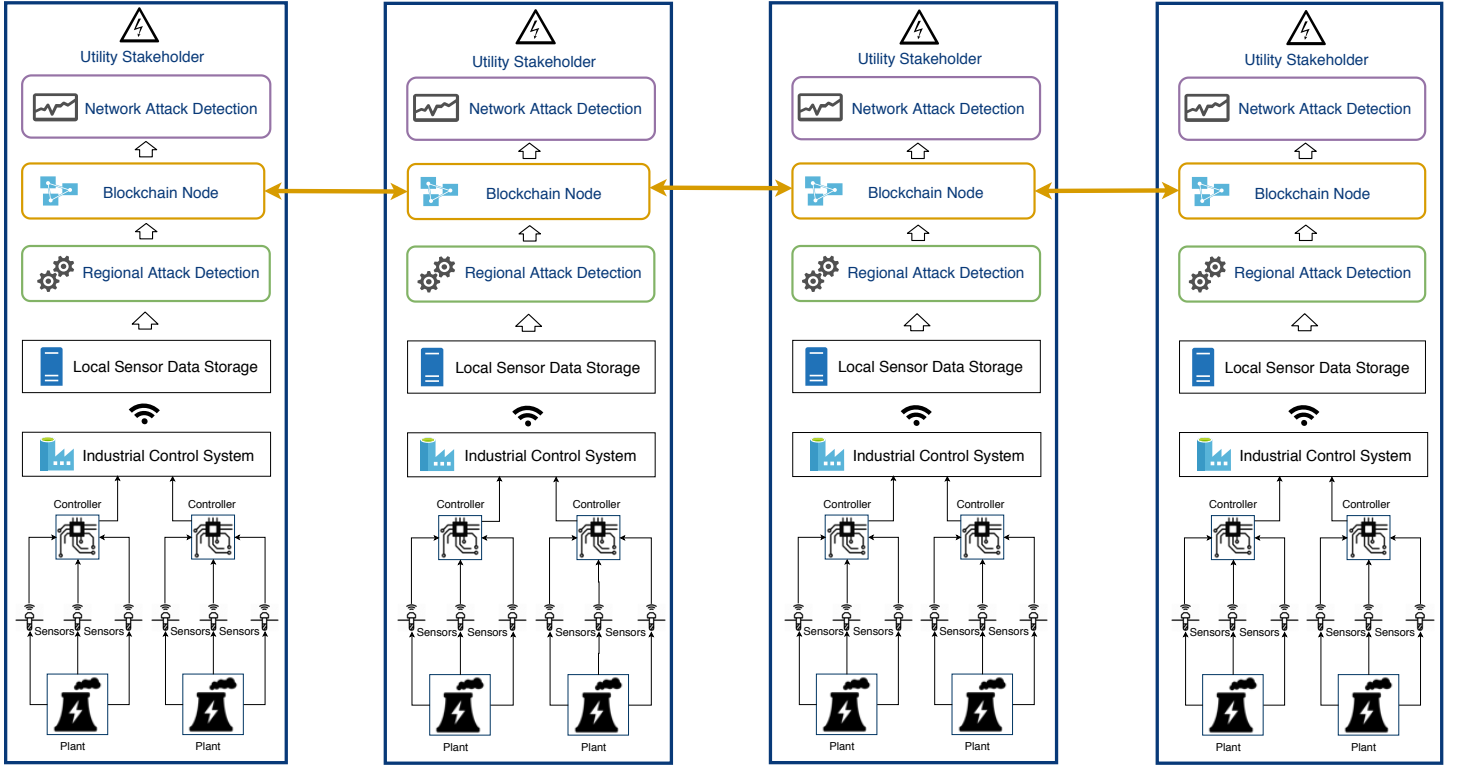 Utility Stakeholder
Network Attack Detection
Blockchain Node
Regional Attack Detection
Local Sensor Data Storage
Industrial Control System
Controller Controller
Sensors Sensors Sensors Sensors
Plant Plant
Utility Stakeholder
Network Attack Detection
Blockchain Node
Regional Attack Detection
Local Sensor Data Storage
Industrial Control System
Controller Controller
Sensors Sensors Sensors Sensors
Plant Plant
Utility Stakeholder
Network Attack Detection
Blockchain Node
Regional Attack Detection
Local Sensor Data Storage
Industrial Control System
Controller Controller
Sensors Sensors Sensors Sensors
Plant Plant
Utility Stakeholder
Network Attack Detection
Blockchain Node
Regional Attack Detection
Local Sensor Data Storage
Industrial Control System
Controller Controller
Sensors Sensors Sensors Sensors
Plant Plant